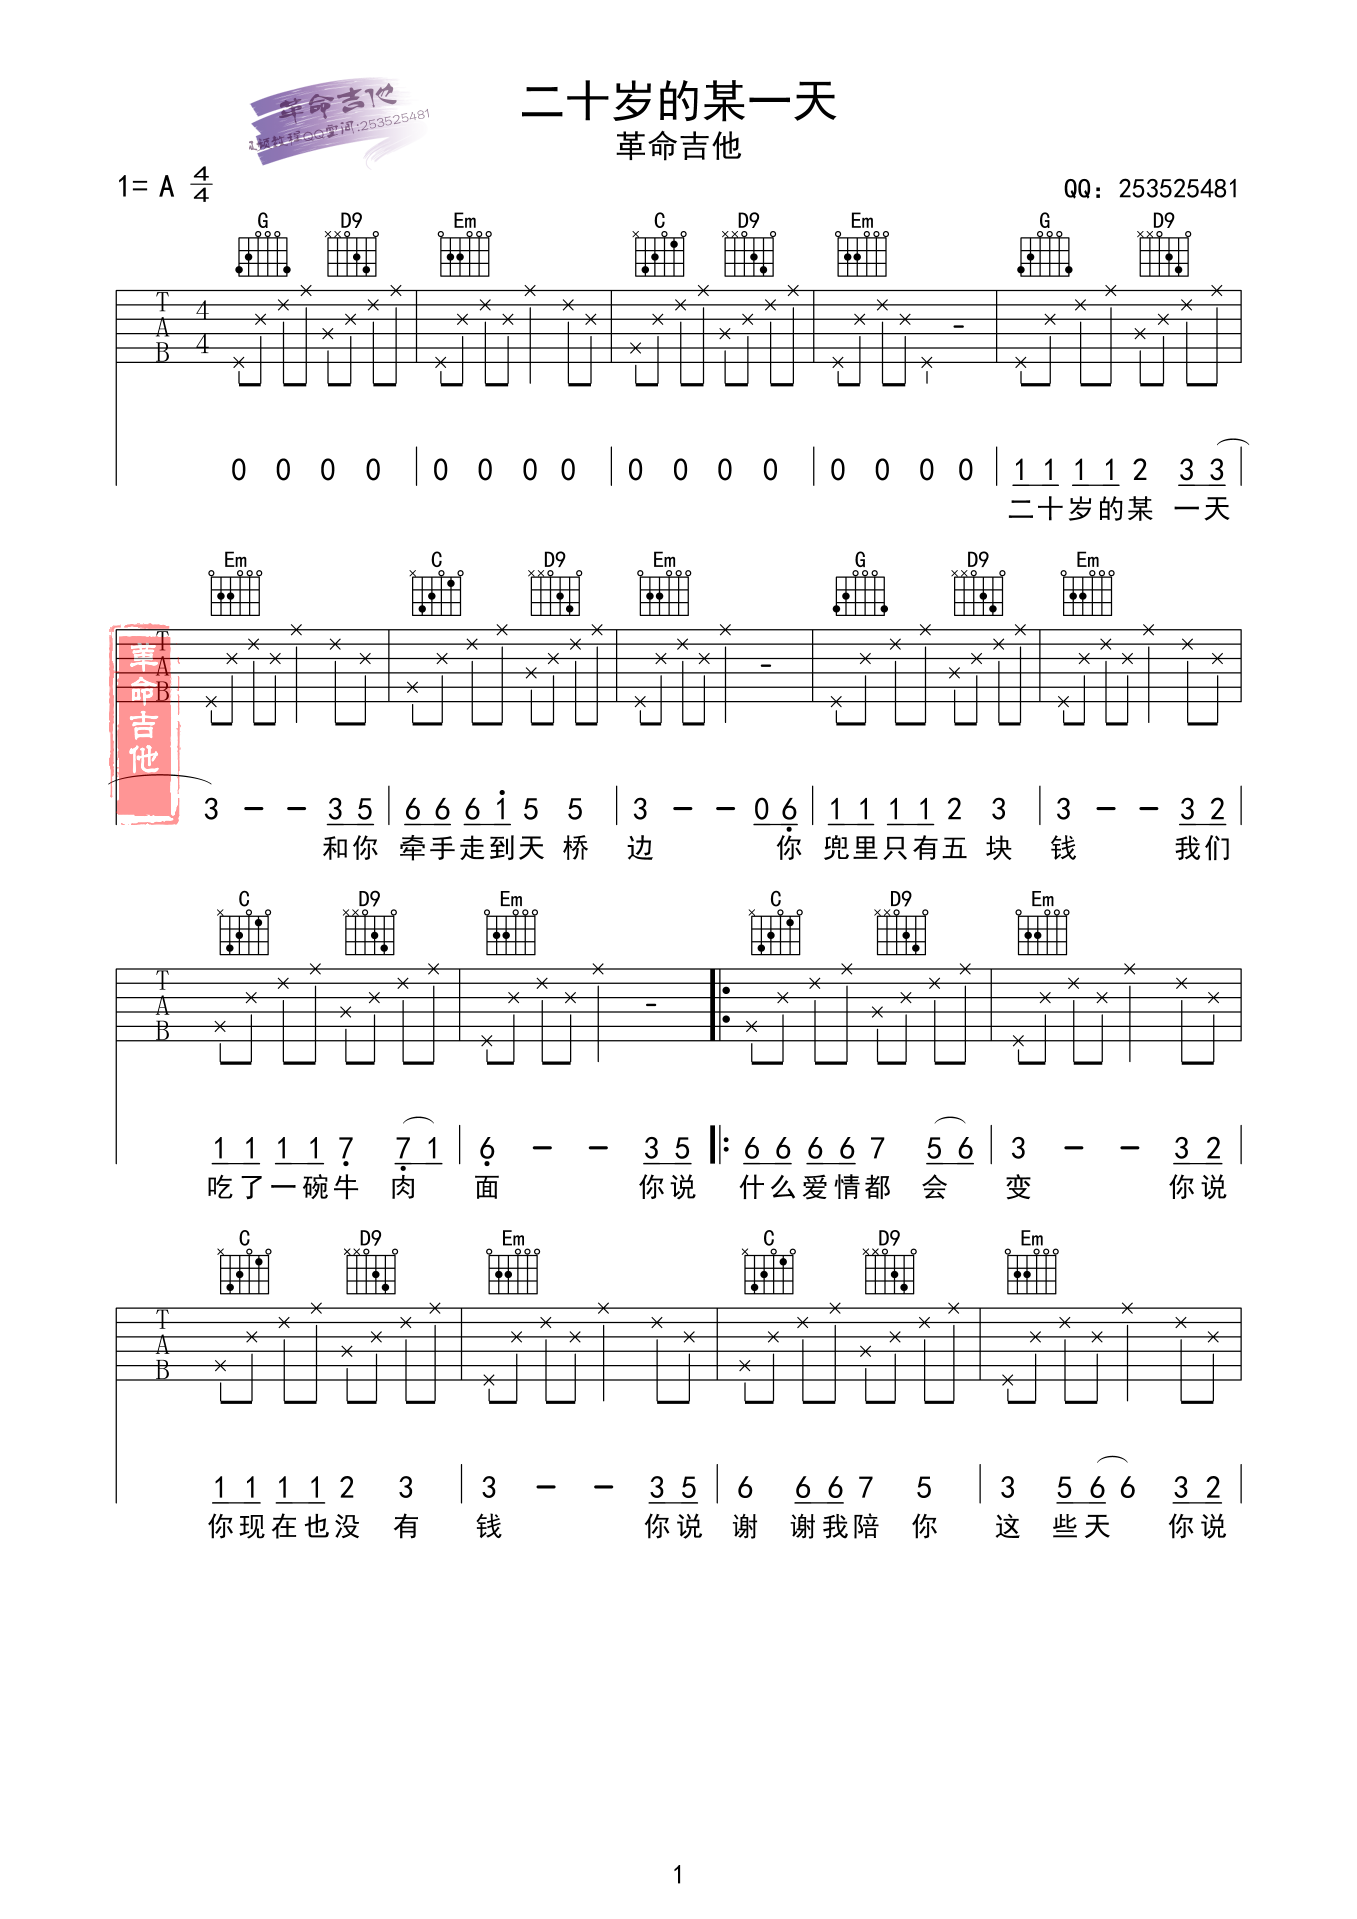 二十岁的某一天
革命吉他
革命吉他
视频教程QQ空间:253525481
1= A 4/4
QQ: 253525481
G D9 Em C D9 Em G D9
T A B 4 4
0 0 0 0 0 0 0 0 0 0 0 0 0 0 0 0 1 1 1 1 2 3 3
二十岁的某 一天
Em C D9 Em G D9 Em
T A B
革命吉他
3 – – 3 5 6 6 6 1 5 5 3 – – 0 6 1 1 1 1 2 3 3 – – 3 2
和你 牵手走到天 桥 边 你 兜里只有五 块 钱 我们
C D9 Em C D9 Em
T A B
1 1 1 1 7 7 1 6 – – 3 5 6 6 6 6 7 5 6 3 – – 3 2
吃了一碗牛 肉 面 你说 什么爱情都 会 变 你说
C D9 Em C D9 Em
T A B
1 1 1 1 2 3 3 – – 3 5 6 6 6 7 5 3 5 6 6 3 2
你现在也没 有 钱 你说 谢 谢我陪 你 这 些天 你说
1